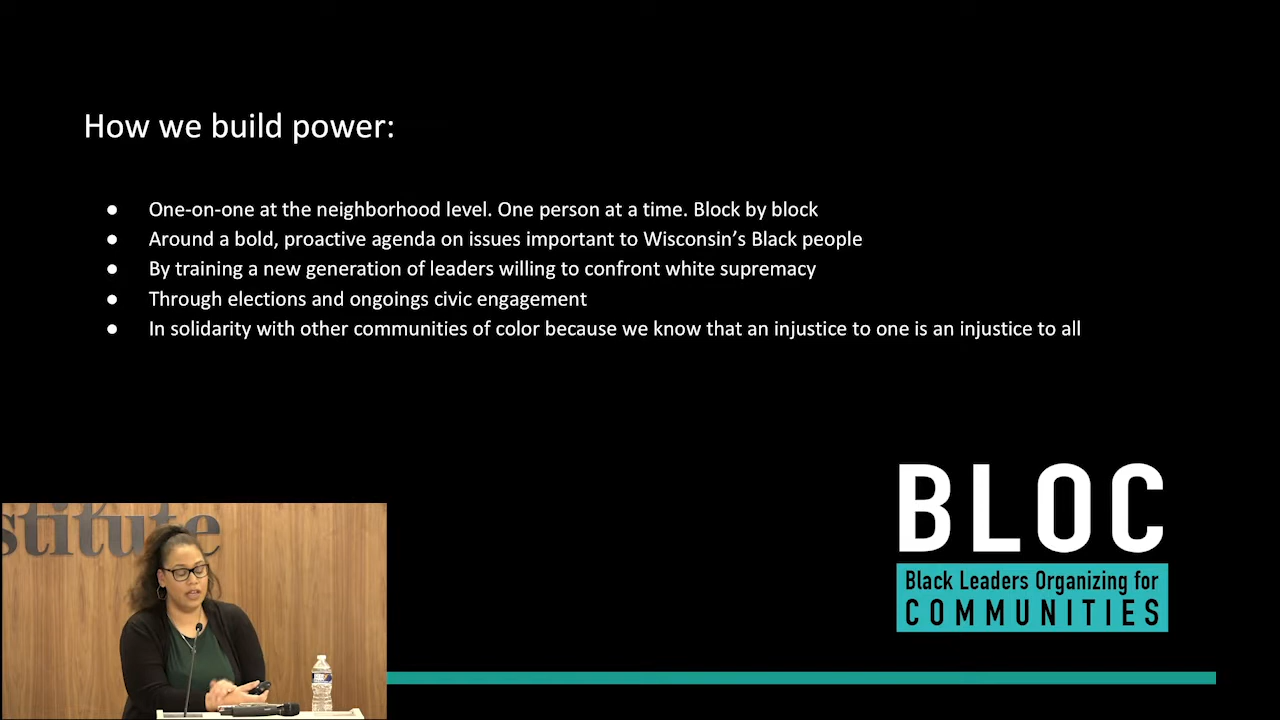 How we build power:
● One-on-one at the neighborhood level. One person at a time. Block by block
● Around a bold, proactive agenda on issues important to Wisconsin's Black people
● By training a new generation of leaders willing to confront white supremacy
● Through elections and ongoings civic engagement
● In solidarity with other communities of color because we know that an injustice to one is an injustice to all
BLOC
Black Leaders Organizing for
COMMUNITIES
stitute